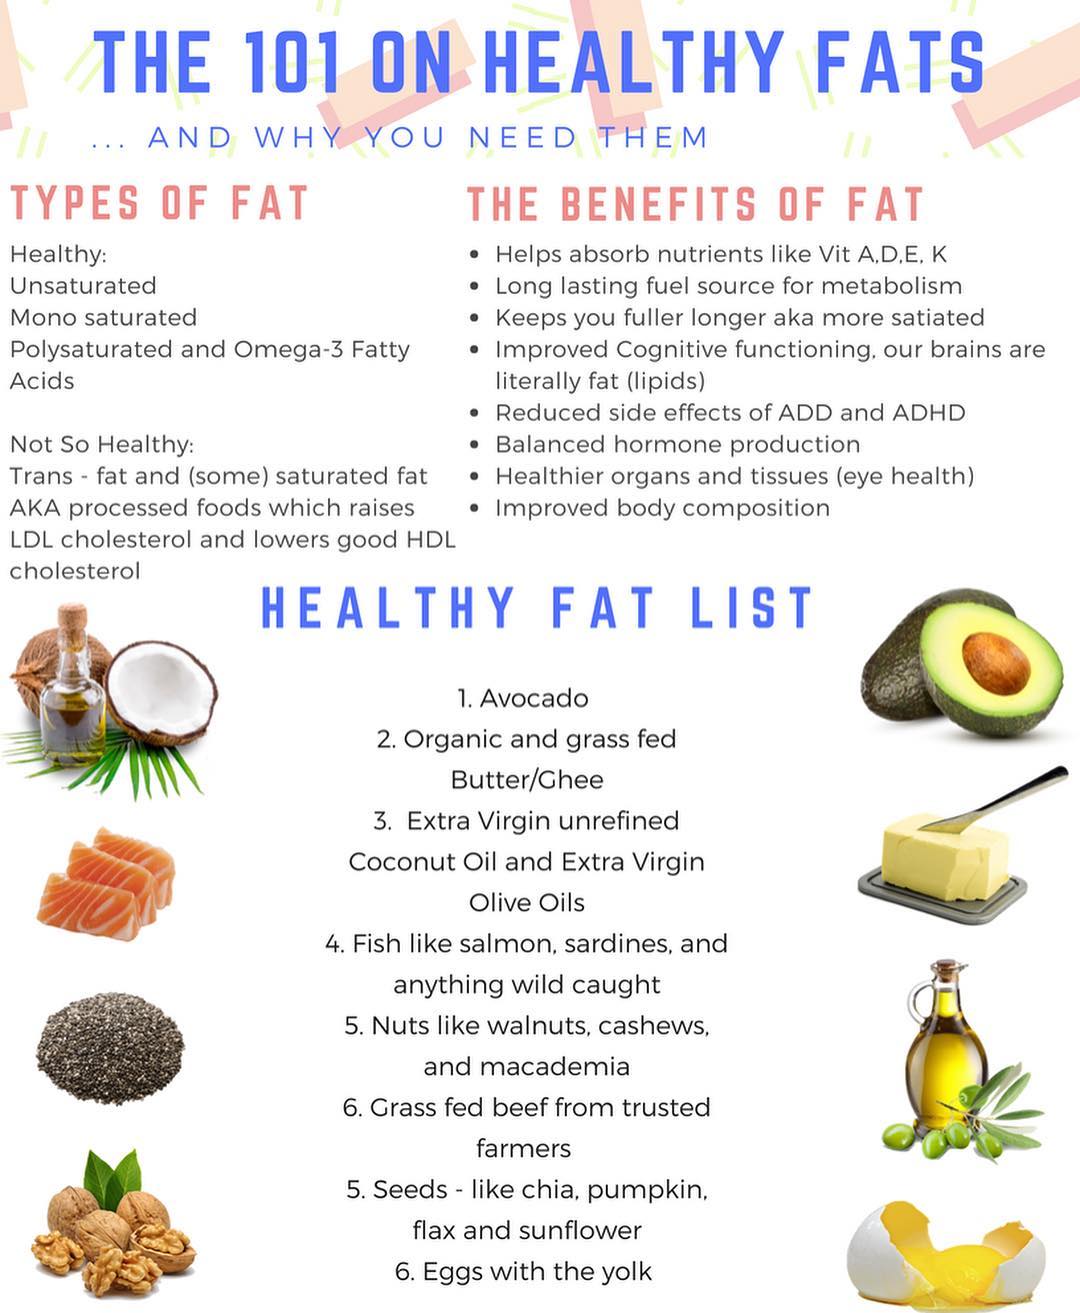 THE 101 ON HEALTHY FATS
... AND WHY YOU NEED THEM
TYPES OF FAT
Healthy:
Unsaturated
Mono saturated
Polysaturated and Omega-3 Fatty
Acids
Not So Healthy:
Trans - fat and (some) saturated fat
AKA processed foods which raises
LDL cholesterol and lowers good HDL
cholesterol
THE BENEFITS OF FAT
• Helps absorb nutrients like Vit A,D,E, K
• Long lasting fuel source for metabolism
• Keeps you fuller longer aka more satiated
• Improved Cognitive functioning, our brains are
literally fat (lipids)
• Reduced side effects of ADD and ADHD
• Balanced hormone production
• Healthier organs and tissues (eye health)
• Improved body composition
HEALTHY FAT LIST
1. Avocado
2. Organic and grass fed
Butter/Ghee
3. Extra Virgin unrefined
Coconut Oil and Extra Virgin
Olive Oils
4. Fish like salmon, sardines, and
anything wild caught
5. Nuts like walnuts, cashews,
and macademia
6. Grass fed beef from trusted
farmers
5. Seeds - like chia, pumpkin,
flax and sunflower
6. Eggs with the yolk